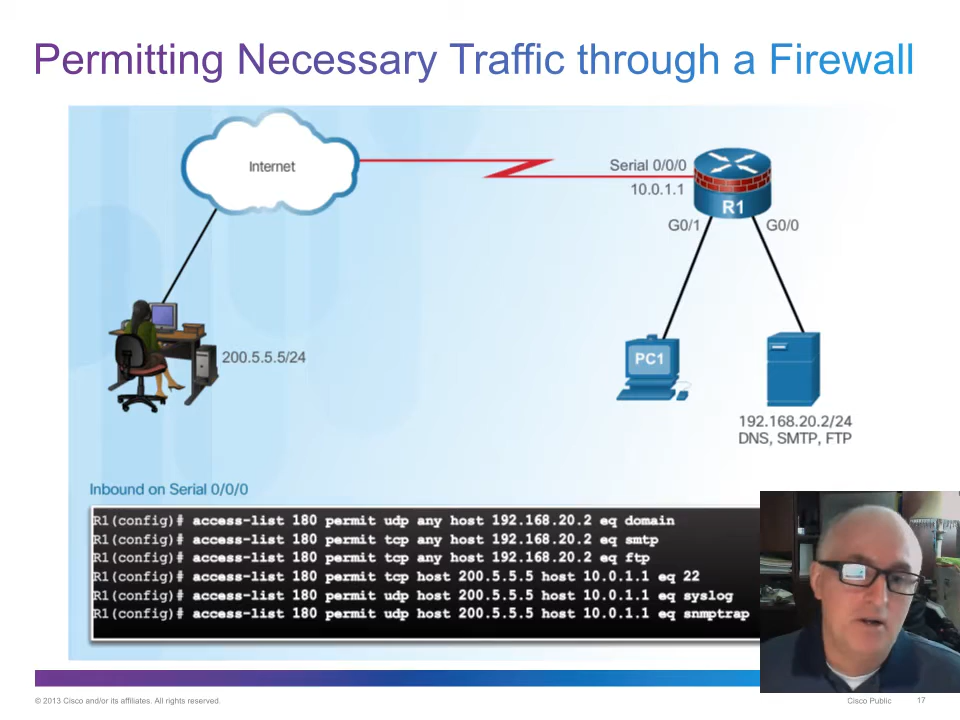 Permitting Necessary Traffic through a Firewall
Internet
Serial 0/0/0
10.0.1.1
R1
G0/1
G0/0
200.5.5.5/24
PC1
192.168.20.2/24
DNS, SMTP, FTP
Inbound on Serial 0/0/0
R1(config)# access-list 180 permit udp any host 192.168.20.2 eq domain
R1(config)# access-list 180 permit tcp any host 192.168.20.2 eq smtp
R1(config)# access-list 180 permit tcp any host 192.168.20.2 eq ftp
R1(config)# access-list 180 permit tcp host 200.5.5.5 host 10.0.1.1 eq 22
R1(config)# access-list 180 permit udp host 200.5.5.5 host 10.0.1.1 eq syslog
R1(config)# access-list 180 permit udp host 200.5.5.5 host 10.0.1.1 eq snmptrap
© 2013 Cisco and/or its affiliates. All rights reserved.
Cisco Public
17